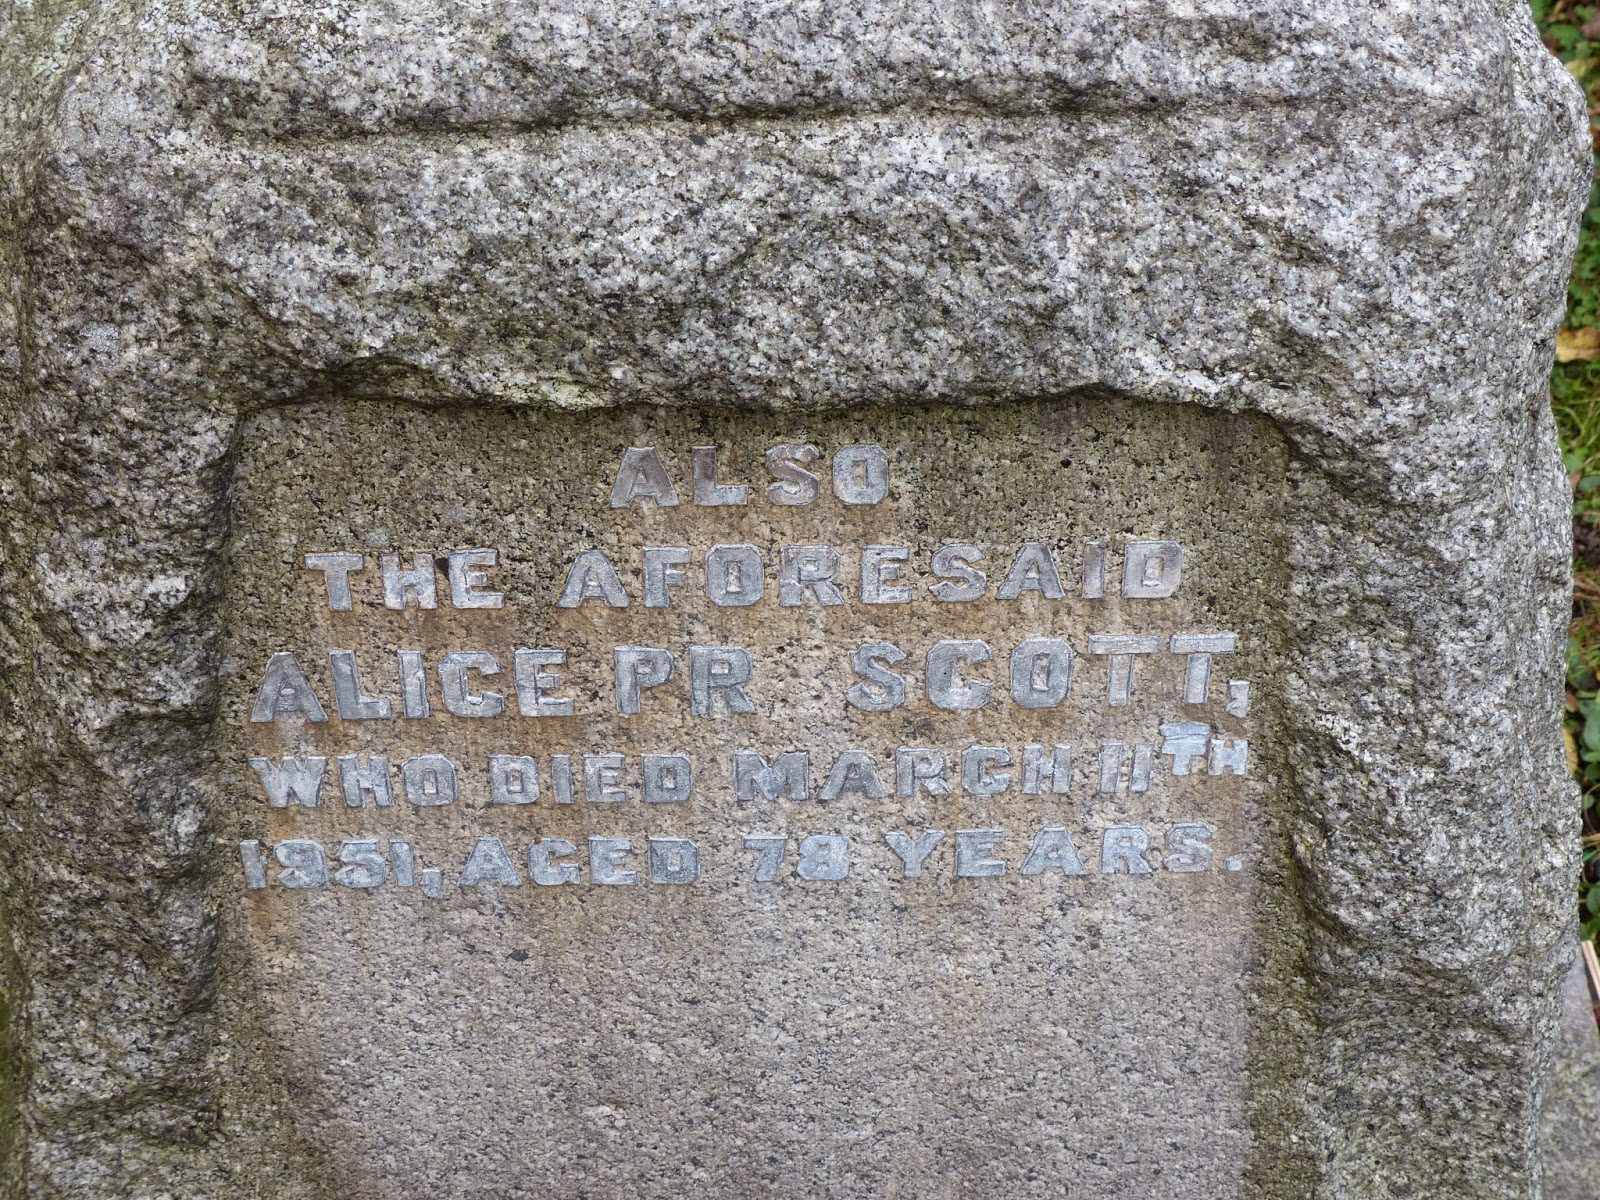 ALSO
THE AFORESAID
ALICE PR SCOTT,
WHO DIED MARCH 11TH
1951, AGED 78 YEARS.